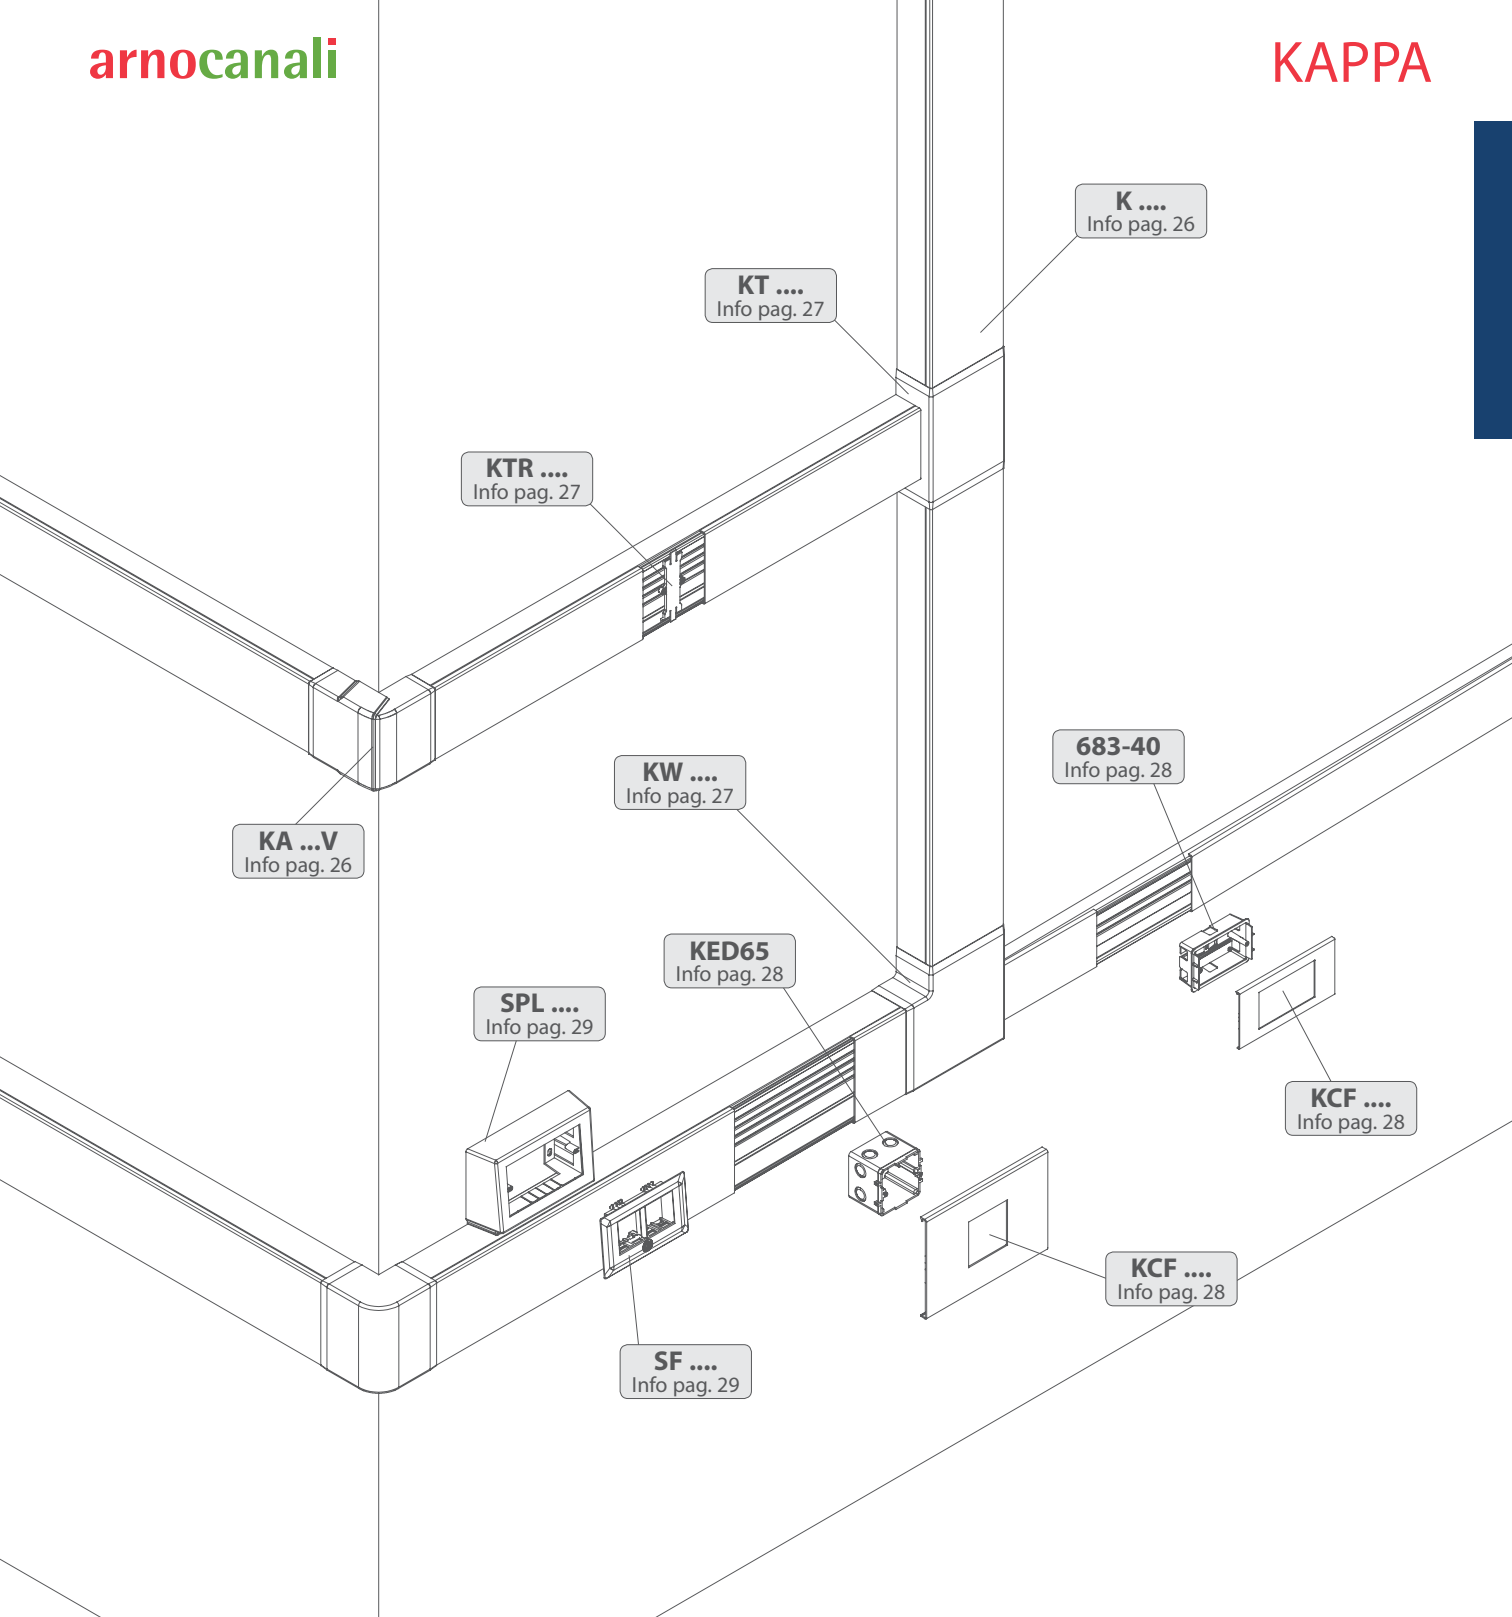 arnocanali
KAPPA
K ....
Info pag. 26
KT ....
Info pag. 27
KTR ....
Info pag. 27
KW ....
Info pag. 27
683-40
Info pag. 28
KA ...V
Info pag. 26
KED65
Info pag. 28
SPL ....
Info pag. 29
KCF ....
Info pag. 28
KCF ....
Info pag. 28
SF ....
Info pag. 29